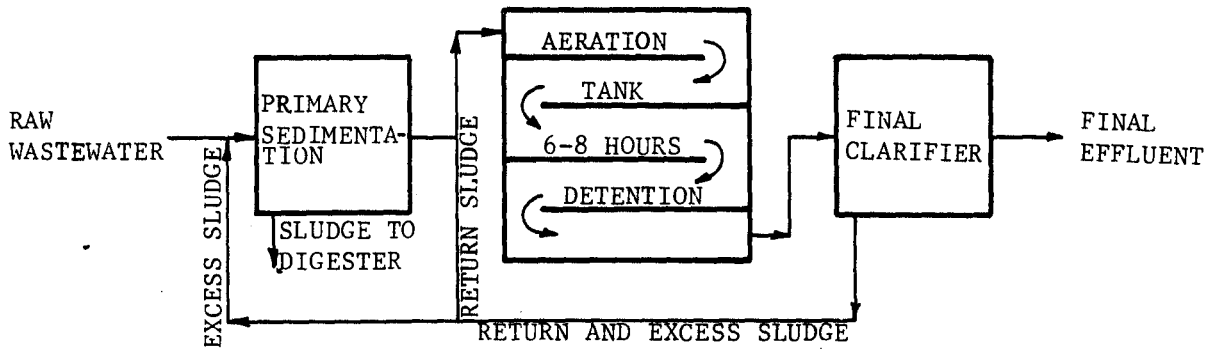 RAW
WASTEWATER
EXCESS SLUDGE
PRIMARY
SEDIMENTA-
TION
SLUDGE TO
DIGESTER
RETURN SLUDGE
AERATION
TANK
6-8 HOURS
DETENTION
FINAL
CLARIFIER
FINAL
EFFLUENT
RETURN AND EXCESS SLUDGE